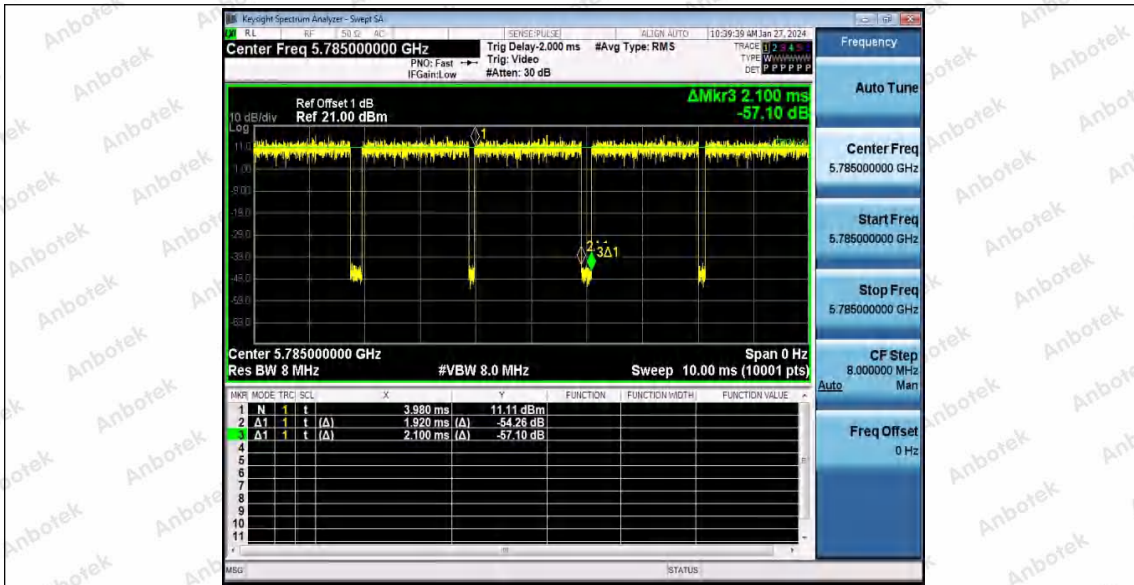 Keysight Spectrum Analyzer - Swept SA
RL RF 50 Ω AC SENSE:PULSE ALIGN AUTO 10:39:39 AM Jan 27, 2024
Center Freq 5.785000000 GHz
Trig Delay-2.000 ms #Avg Type: RMS
TRACE 1 2 3 4 5 6
PNO: Fast Trig: Video
TYPE WWWWWW
IFGain:Low #Atten: 30 dB
DET P P P P P P
Frequency
Auto Tune
Center Freq
5.785000000 GHz
Start Freq
5.785000000 GHz
Stop Freq
5.785000000 GHz
CF Step
8.000000 MHz
Auto Man
Freq Offset
0 Hz
ΔMkr3 2.100 ms
-57.10 dB
Ref Offset 1 dB
10 dB/div Ref 21.00 dBm
Log
11.0
1.00
-9.00
-19.0
-29.0
-39.0
-49.0
-59.0
-69.0
1
2
3Δ1
Center 5.785000000 GHz Span 0 Hz
Res BW 8 MHz #VBW 8.0 MHz Sweep 10.00 ms (10001 pts)
MKR MODE TRC SCL X Y FUNCTION FUNCTION WIDTH FUNCTION VALUE
1 N 1 t 3.980 ms 11.11 dBm
2 Δ1 1 t (Δ) 1.920 ms (Δ) -54.26 dB
3 Δ1 1 t (Δ) 2.100 ms (Δ) -57.10 dB
4
5
6
7
8
9
10
11
MSG STATUS
Anbotek